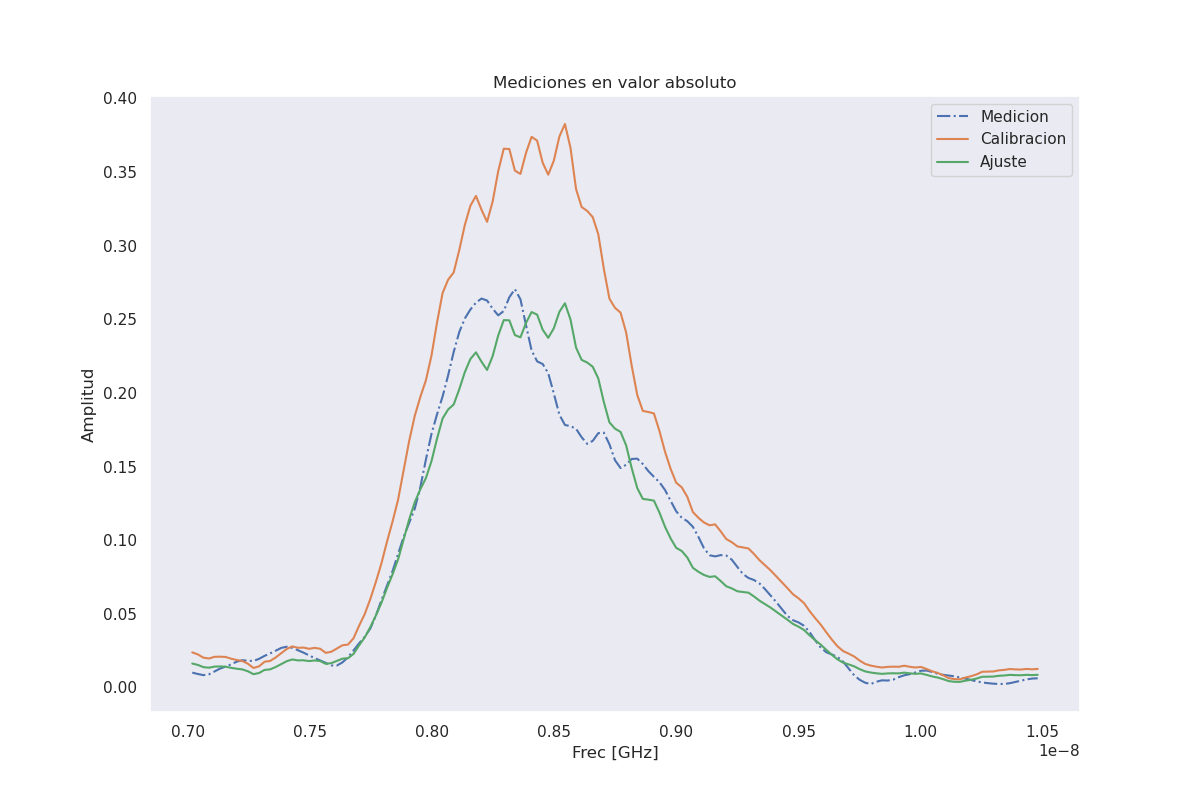 Mediciones en valor absoluto
0.40
0.35
0.30
0.25
0.20
0.15
0.10
0.05
0.00
Amplitud
Medicion
Calibracion
Ajuste
0.70 0.75 0.80 0.85 0.90 0.95 1.00 1.05
Frec [GHz]
1e−8